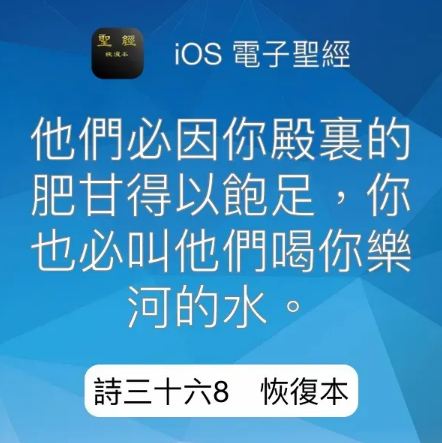 聖經
恢復本
iOS 電子聖經
他們必因你殿裏的
肥甘得以飽足，你
也必叫他們喝你樂
河的水。
詩三十六8　恢復本